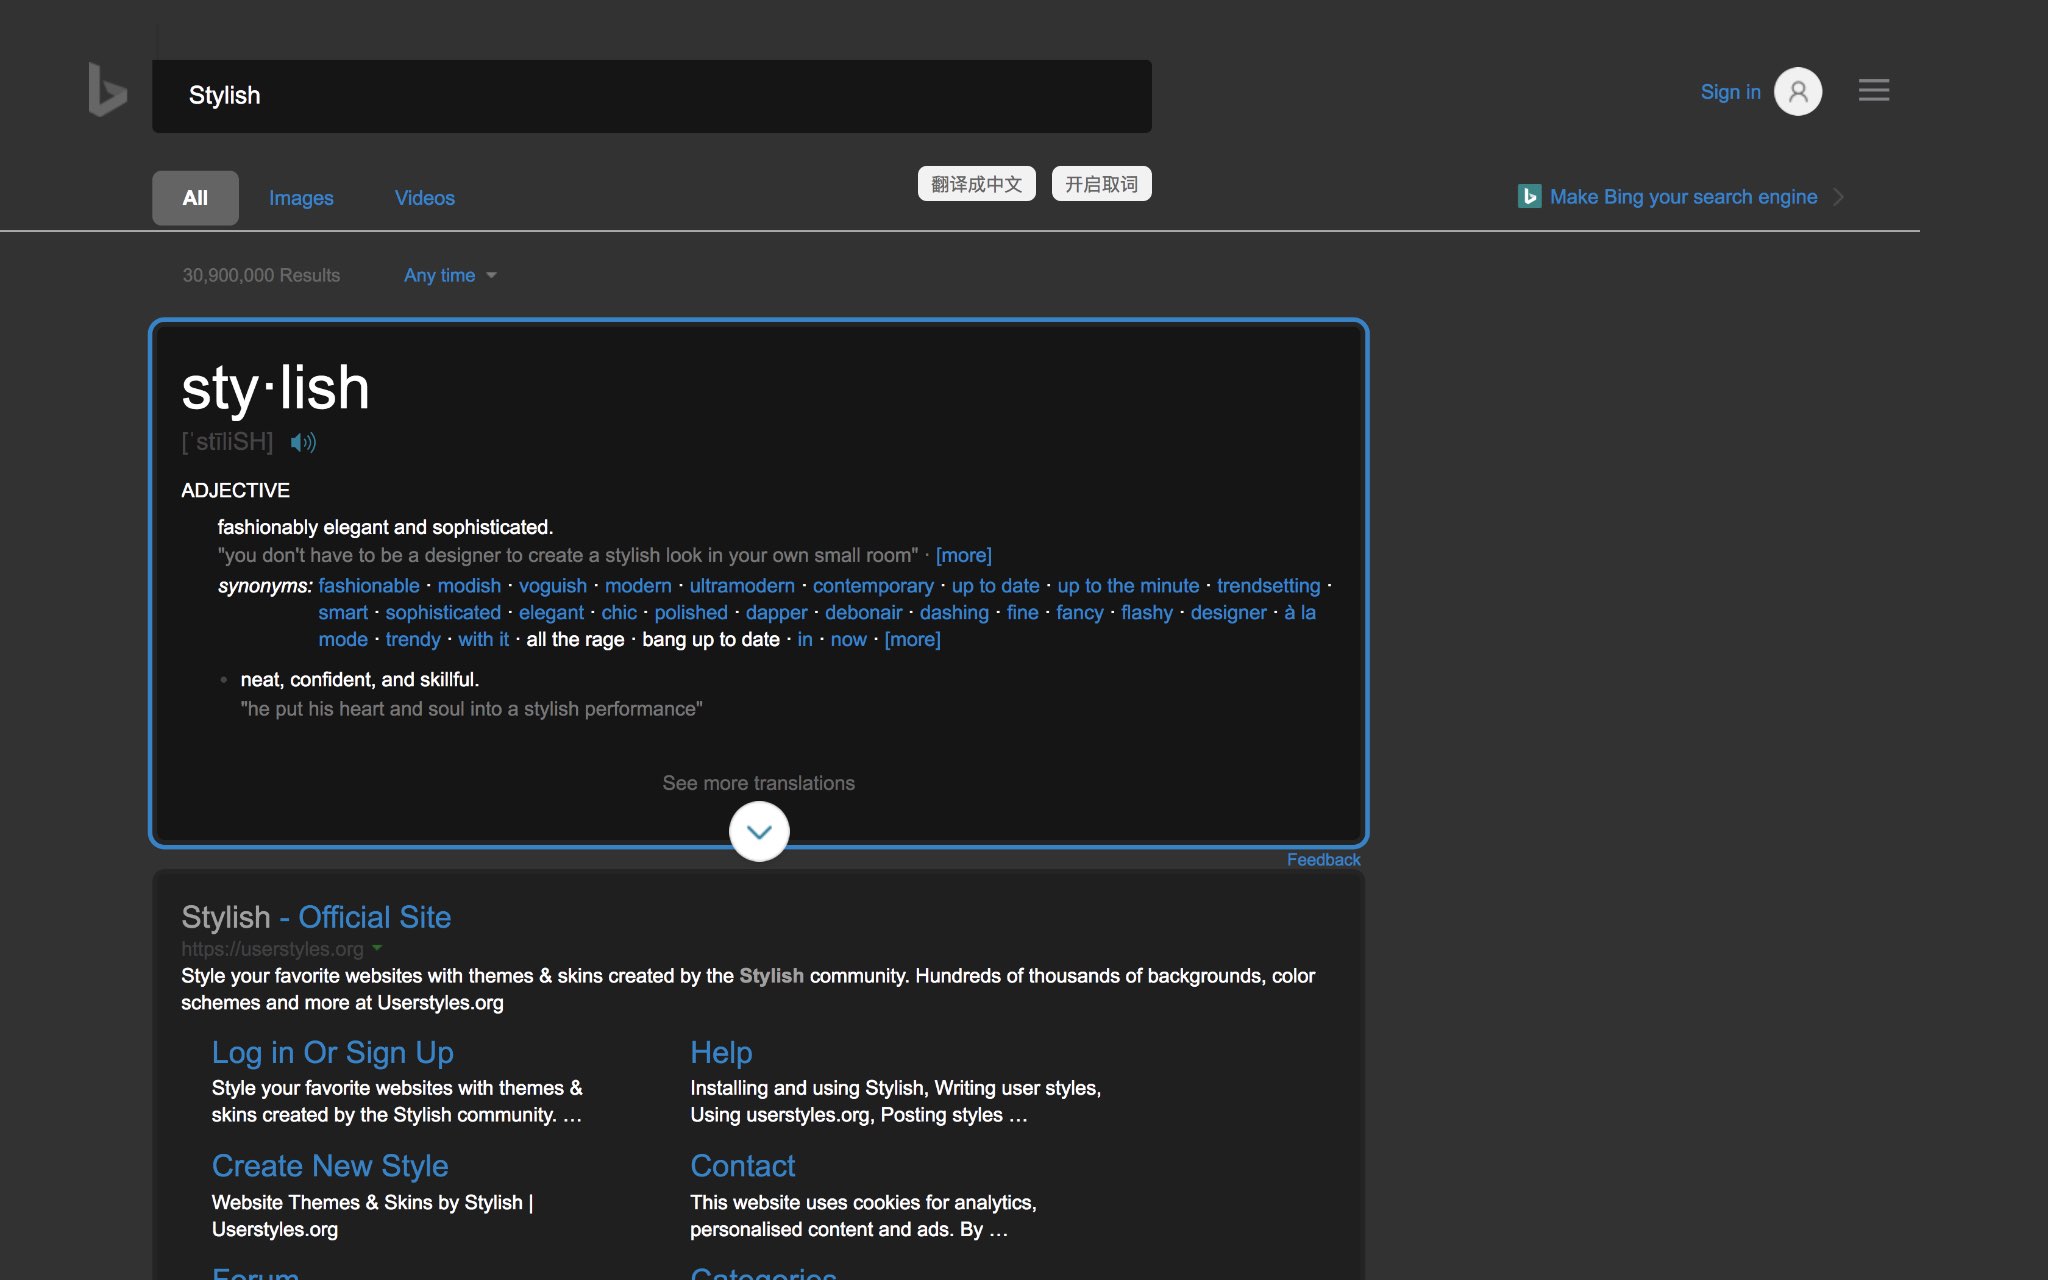 Stylish
Sign in
All
Images
Videos
翻译成中文
开启取词
Make Bing your search engine
30,900,000 Results
Any time
sty·lish
[ˈstīliSH]
ADJECTIVE
fashionably elegant and sophisticated.
"you don't have to be a designer to create a stylish look in your own small room" · [more]
synonyms: fashionable · modish · voguish · modern · ultramodern · contemporary · up to date · up to the minute · trendsetting ·
smart · sophisticated · elegant · chic · polished · dapper · debonair · dashing · fine · fancy · flashy · designer · à la
mode · trendy · with it · all the rage · bang up to date · in · now · [more]
• neat, confident, and skillful.
"he put his heart and soul into a stylish performance"
See more translations
Feedback
Stylish - Official Site
https://userstyles.org
Style your favorite websites with themes & skins created by the Stylish community. Hundreds of thousands of backgrounds, color
schemes and more at Userstyles.org
Log in Or Sign Up
Style your favorite websites with themes &
skins created by the Stylish community. ...
Help
Installing and using Stylish, Writing user styles,
Using userstyles.org, Posting styles ...
Create New Style
Website Themes & Skins by Stylish |
Userstyles.org
Contact
This website uses cookies for analytics,
personalised content and ads. By ...
Forum
Categories